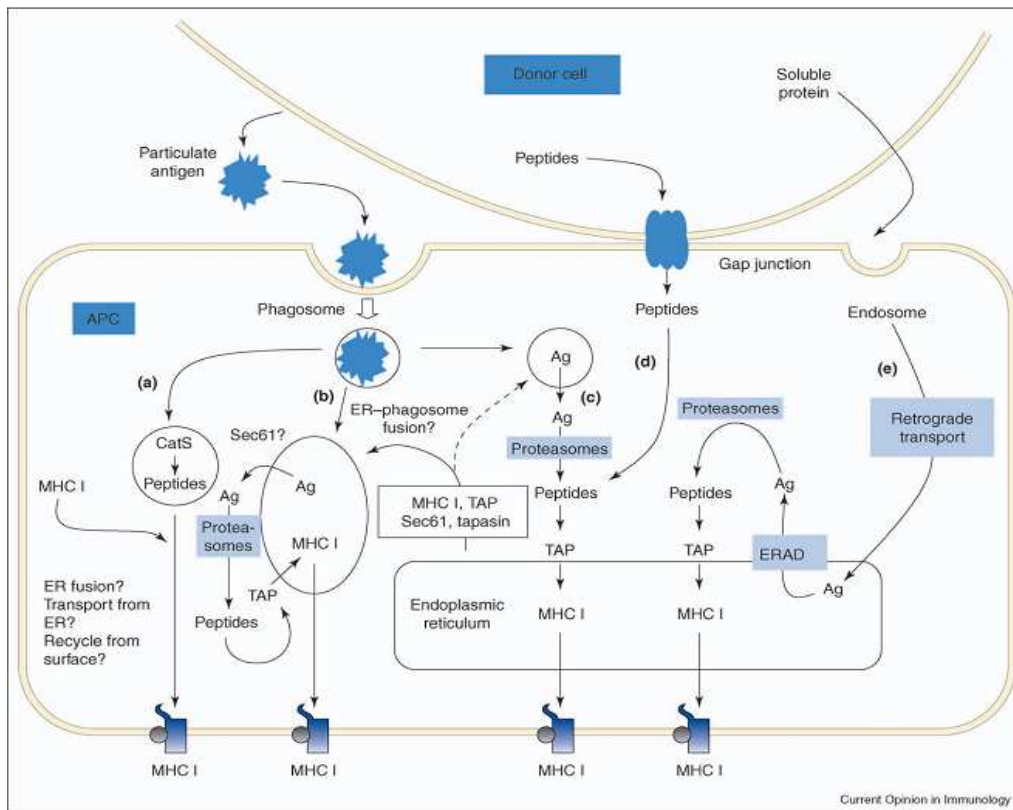 Donor cell
Soluble
protein
Particulate
antigen
Peptides
Gap junction
APC
Phagosome
Peptides
Endosome
(a)
(b)
Ag
(c)
(d)
(e)
ER–phagosome
fusion?
Ag
Proteasomes
Proteasomes
Retrograde
transport
CatS
Peptides
Sec61?
Ag
Ag
MHC I
Protea-
somes
MHC I
MHC I, TAP
Sec61, tapasin
Peptides
Peptides
Ag
TAP
TAP
ERAD
Ag
ER fusion?
Transport from
ER?
Recycle from
surface?
TAP
Peptides
Endoplasmic
reticulum
MHC I
MHC I
MHC I
MHC I
MHC I
MHC I
Current Opinion in Immunology